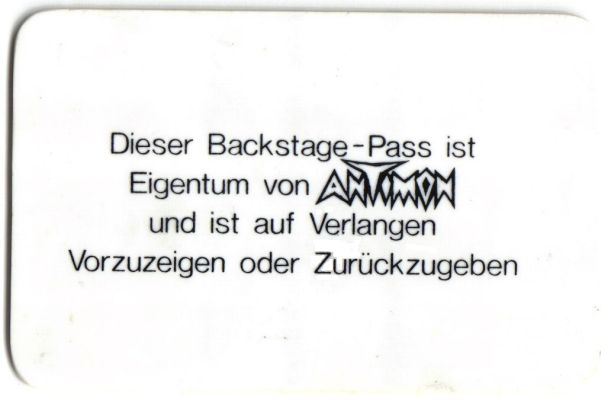 Dieser Backstage-Pass ist
Eigentum von ANTIMON
und ist auf Verlangen
Vorzuzeigen oder Zurückzugeben